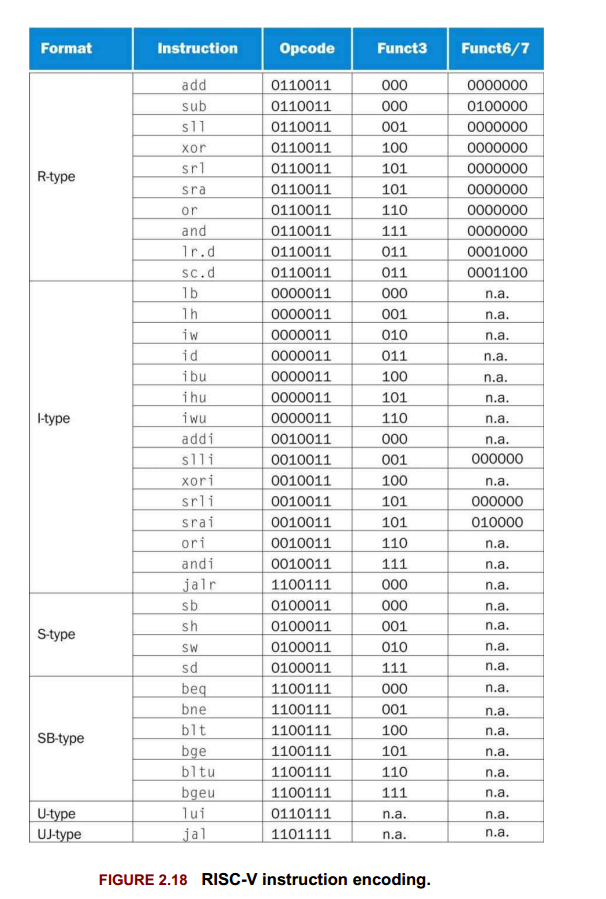 Format Instruction Opcode Funct3 Funct6/7
R-type
add 0110011 000 0000000
sub 0110011 000 0100000
sll 0110011 001 0000000
xor 0110011 100 0000000
srl 0110011 101 0000000
sra 0110011 101 0000000
or 0110011 110 0000000
and 0110011 111 0000000
lr.d 0110011 011 0001000
sc.d 0110011 011 0001100
I-type
lb 0000011 000 n.a.
lh 0000011 001 n.a.
iw 0000011 010 n.a.
id 0000011 011 n.a.
ibu 0000011 100 n.a.
ihu 0000011 101 n.a.
iwu 0000011 110 n.a.
addi 0010011 000 n.a.
slli 0010011 001 000000
xori 0010011 100 n.a.
srli 0010011 101 000000
srai 0010011 101 010000
ori 0010011 110 n.a.
andi 0010011 111 n.a.
jalr 1100111 000 n.a.
S-type
sb 0100011 000 n.a.
sh 0100011 001 n.a.
sw 0100011 010 n.a.
sd 0100011 111 n.a.
SB-type
beq 1100111 000 n.a.
bne 1100111 001 n.a.
blt 1100111 100 n.a.
bge 1100111 101 n.a.
bltu 1100111 110 n.a.
bgeu 1100111 111 n.a.
U-type lui 0110111 n.a. n.a.
UJ-type jal 1101111 n.a. n.a.
FIGURE 2.18 RISC-V instruction encoding.